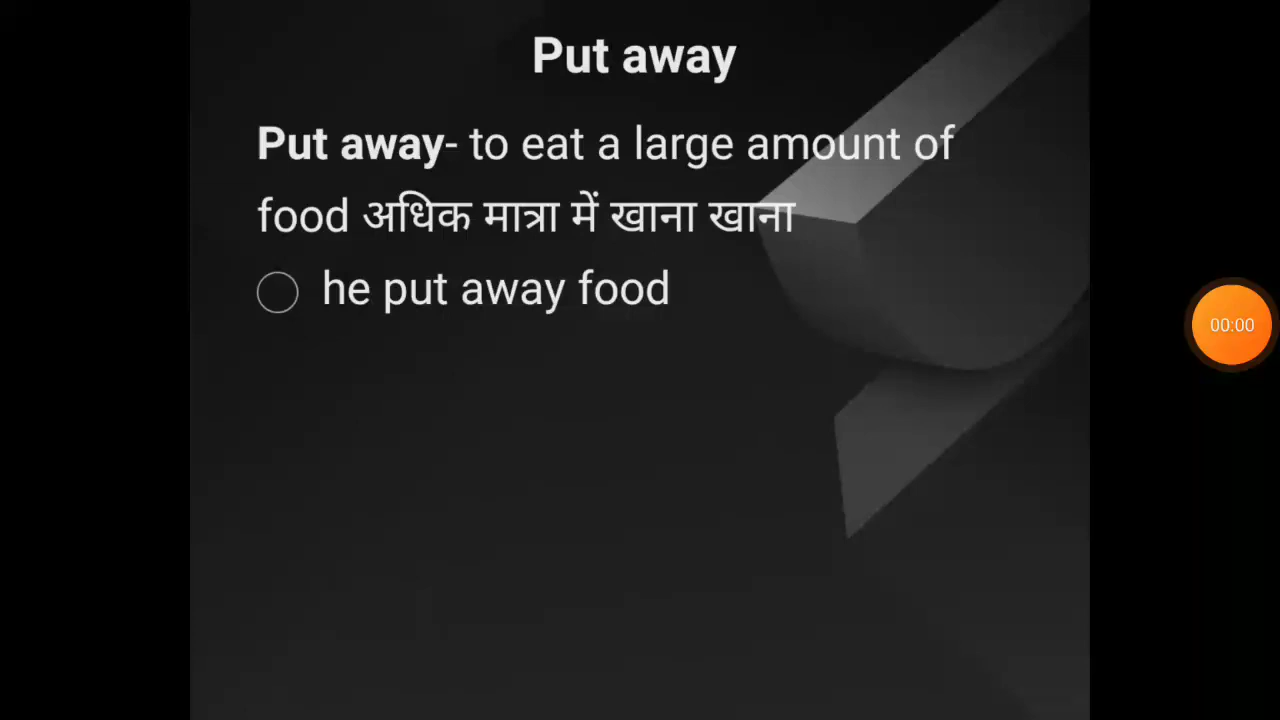 Put away
Put away- to eat a large amount of
food अधिक मात्रा में खाना खाना
he put away food
00:00